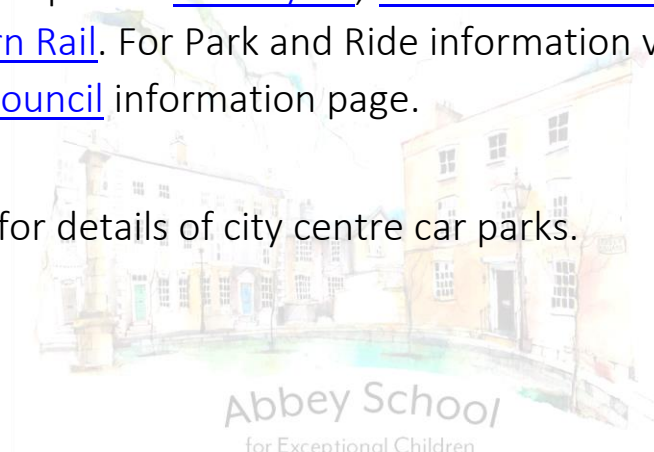 rn Rail. For Park and Ride information v
ouncil information page.
for details of city centre car parks.
Abbey School
for Exceptional Children